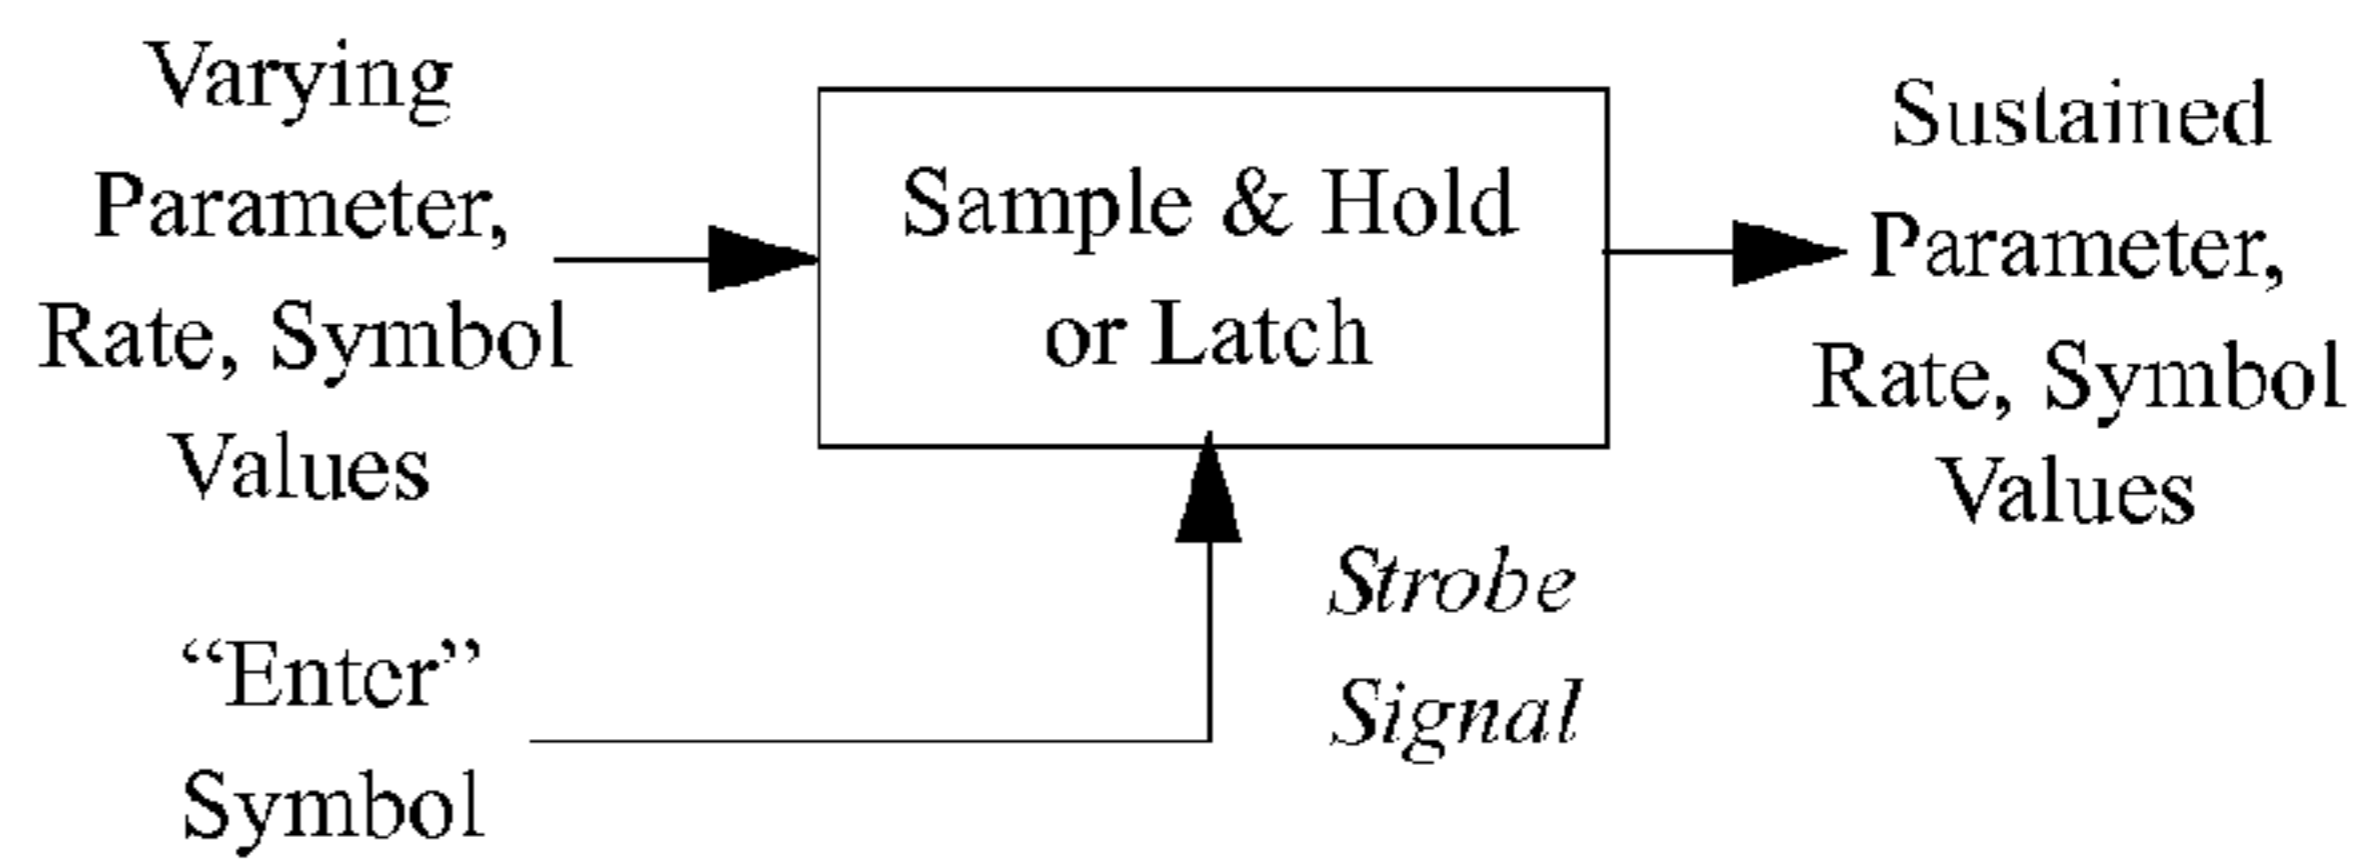 Varying
Parameter,
Rate, Symbol
Values
Sample & Hold
or Latch
Sustained
Parameter,
Rate, Symbol
Values
Strobe
Signal
“Enter”
Symbol